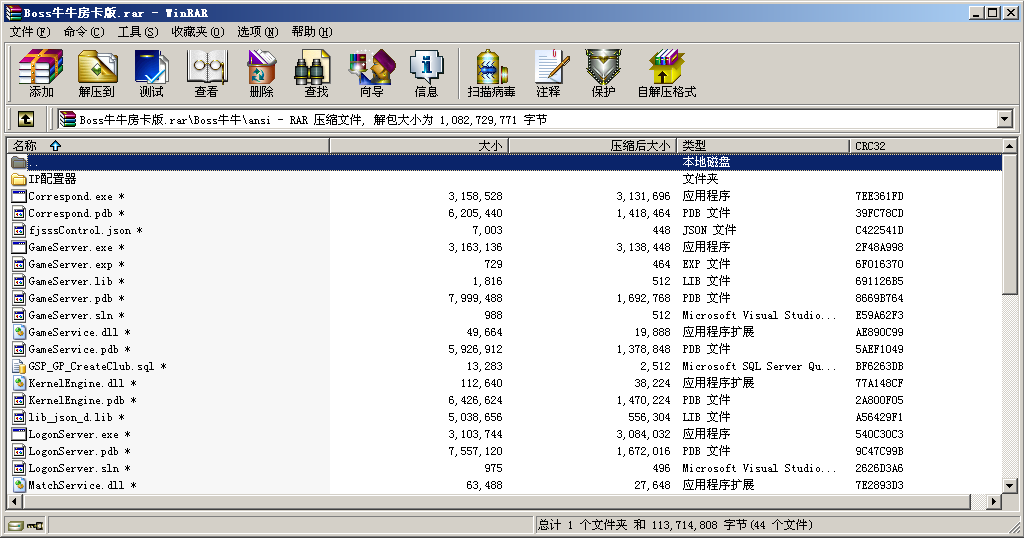 Boss牛牛房卡版.rar - WinRAR
文件(F) 命令(C) 工具(S) 收藏夹(O) 选项(N) 帮助(H)
添加 解压到 测试 查看 删除 查找 向导 信息 扫描病毒 注释 保护 自解压格式
Boss牛牛房卡版.rar\Boss牛牛\ansi - RAR 压缩文件, 解包大小为 1,082,729,771 字节
名称 大小 压缩后大小 类型 CRC32
.. 本地磁盘
IP配置器 文件夹
Correspond.exe * 3,158,528 3,131,696 应用程序 7EE361FD
Correspond.pdb * 6,205,440 1,418,464 PDB 文件 39FC78CD
fjsssControl.json * 7,003 448 JSON 文件 C422541D
GameServer.exe * 3,163,136 3,138,448 应用程序 2F48A998
GameServer.exp * 729 464 EXP 文件 6F016370
GameServer.lib * 1,816 512 LIB 文件 691126B5
GameServer.pdb * 7,999,488 1,692,768 PDB 文件 8669B764
GameServer.sln * 988 512 Microsoft Visual Studio... E59A62F3
GameService.dll * 49,664 19,888 应用程序扩展 AE890C99
GameService.pdb * 5,926,912 1,378,848 PDB 文件 5AEF1049
GSP_GP_CreateClub.sql * 13,283 2,512 Microsoft SQL Server Qu... BF6263DB
KernelEngine.dll * 112,640 38,224 应用程序扩展 77A148CF
KernelEngine.pdb * 6,426,624 1,470,224 PDB 文件 2A800F05
lib_json_d.lib * 5,038,656 556,304 LIB 文件 A56429F1
LogonServer.exe * 3,103,744 3,084,032 应用程序 540C30C3
LogonServer.pdb * 7,557,120 1,672,016 PDB 文件 9C47C99B
LogonServer.sln * 975 496 Microsoft Visual Studio... 2626D3A6
MatchService.dll * 63,488 27,648 应用程序扩展 7E2893D3
总计 1 个文件夹 和 113,714,808 字节(44 个文件)